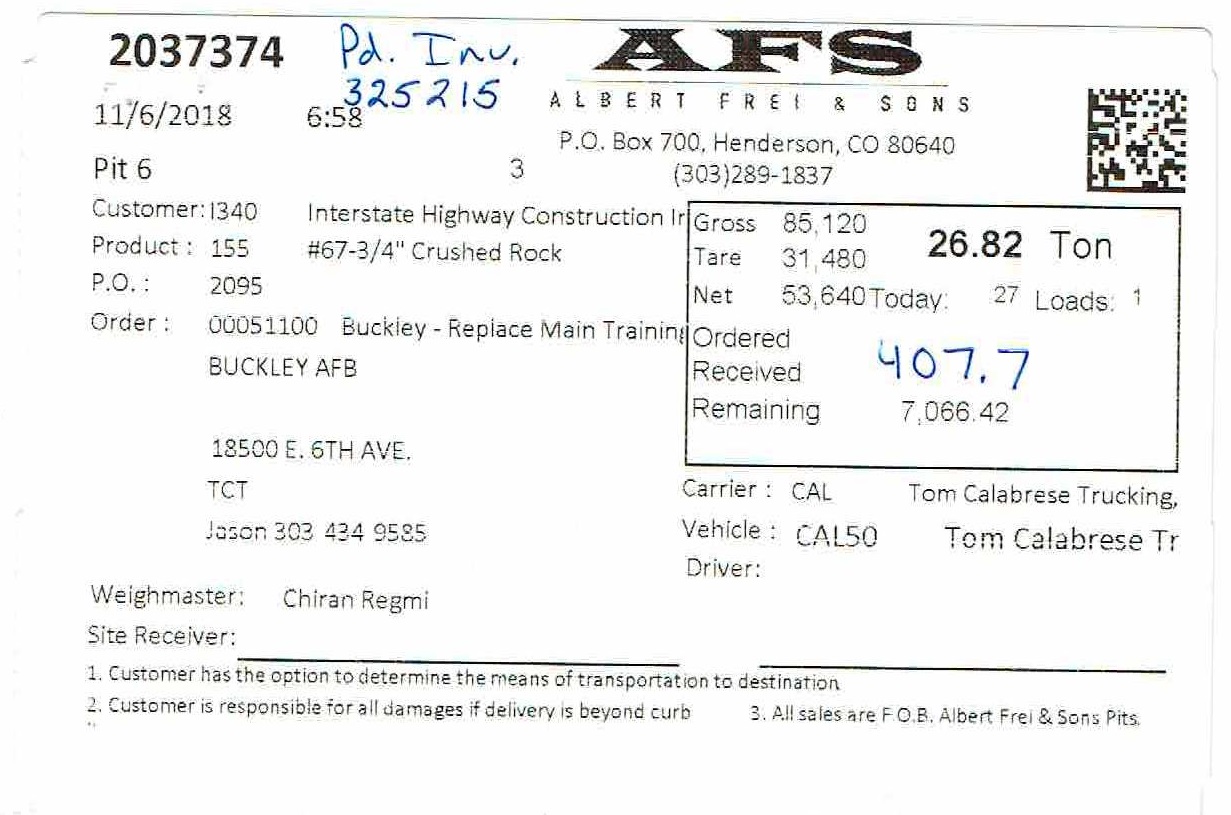 2037374 Pd. Inv. AFS
325215
ALBERT FREI & SONS
11/6/2018 6:58
P.O. Box 700, Henderson, CO 80640
Pit 6 3 (303)289-1837
Customer: I340 Interstate Highway Construction Ir
Product : 155 #67-3/4" Crushed Rock
P.O. : 2095
Order : 00051100 Buckley - Replace Main Training
BUCKLEY AFB
18500 E. 6TH AVE.
TCT
Jason 303 434 9585
Gross 85,120
Tare 31,480 26.82 Ton
Net 53,640 Today: 27 Loads: 1
Ordered
Received 407.7
Remaining 7,066.42
Carrier : CAL Tom Calabrese Trucking,
Vehicle : CAL50 Tom Calabrese Tr
Driver:
Weighmaster: Chiran Regmi
Site Receiver:
1. Customer has the option to determine the means of transportation to destination
2. Customer is responsible for all damages if delivery is beyond curb 3. All sales are F.O.B. Albert Frei & Sons Pits.